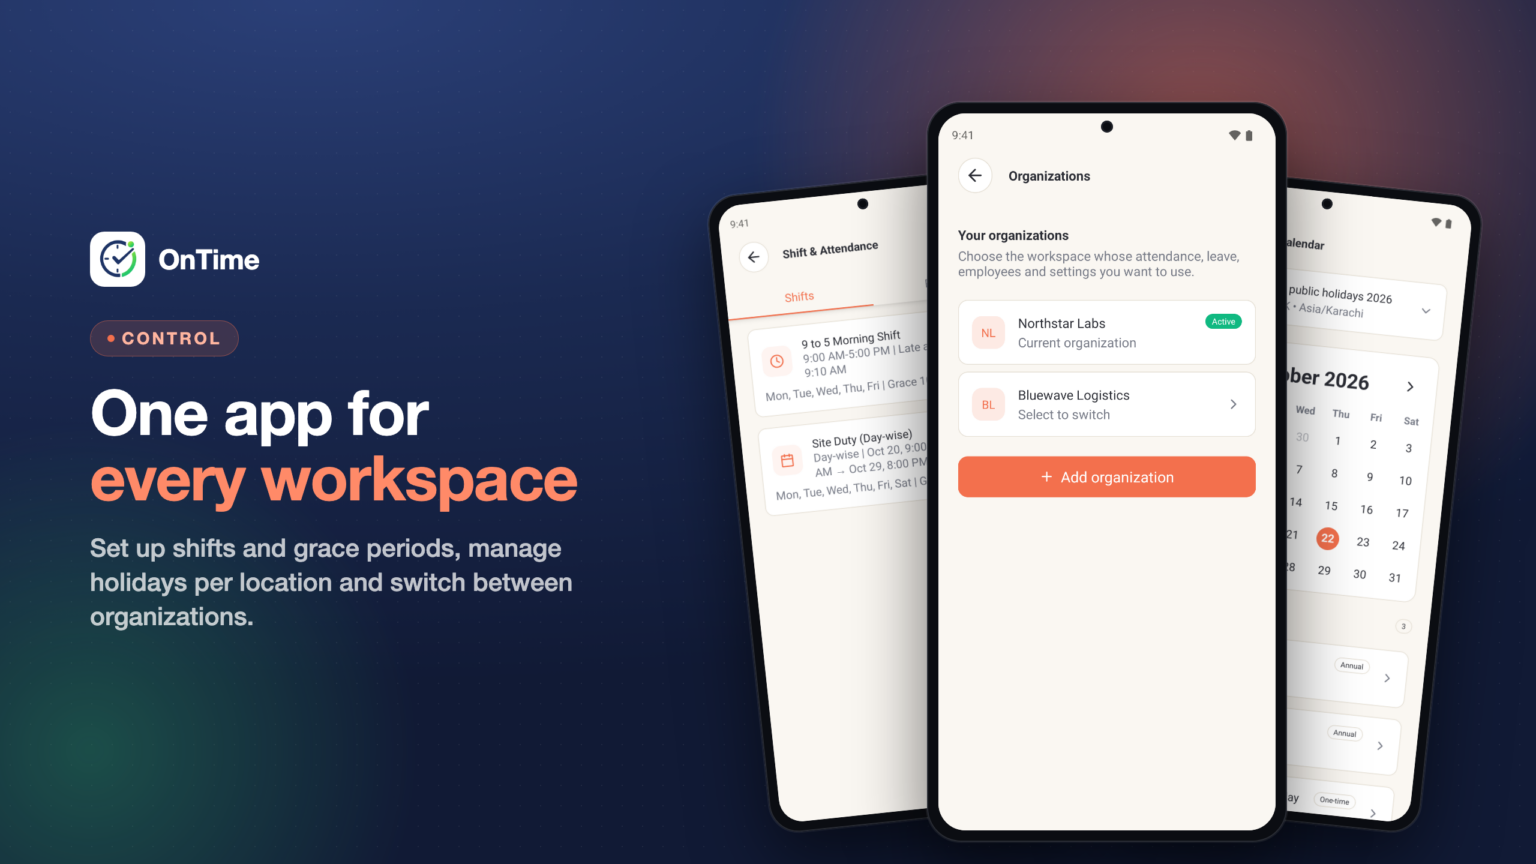 OnTime
CONTROL
One app for
every workspace
Set up shifts and grace periods, manage
holidays per location and switch between
organizations.
9:41
Shift & Attendance
Shifts
9 to 5 Morning Shift
9:00 AM-5:00 PM | Late
9:10 AM
Mon, Tue, Wed, Thu, Fri | Grace
Site Duty (Day-wise)
Day-wise | Oct 20, 9:00
AM → Oct 29, 8:00 PM
Mon, Tue, Wed, Thu, Fri, Sat |
9:41
Organizations
Your organizations
Choose the workspace whose attendance, leave,
employees and settings you want to use.
NL
Northstar Labs
Current organization
Active
BL
Bluewave Logistics
Select to switch
+ Add organization
alendar
public holidays 2026
• Asia/Karachi
ober 2026
Wed Thu Fri Sat
30 1 2 3
7 8 9 10
14 15 16 17
21 22 23 24
28 29 30 31
3
Annual
Annual
ay
One-time